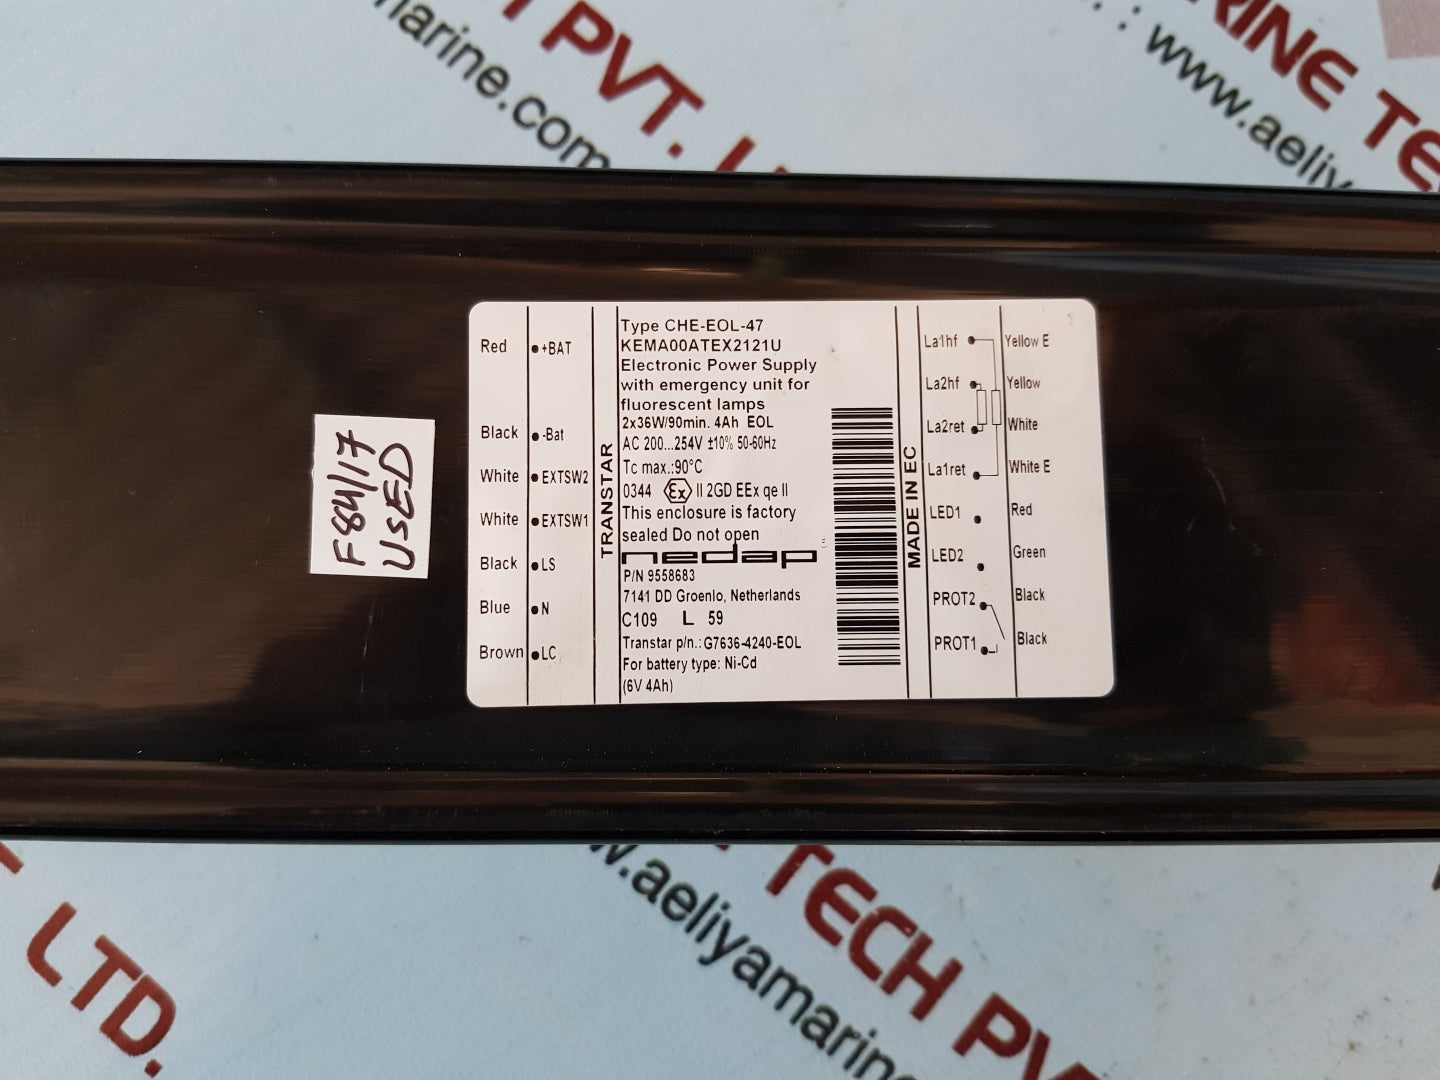 H PVT. L
arine.com
RINE TE
: www.aeliy
F84/17
USED
Red +BAT
Black -Bat
White EXTSW2
White EXTSW1
Black LS
Blue N
Brown LC
TRANSTAR
Type CHE-EOL-47
KEMA00ATEX2121U
Electronic Power Supply
with emergency unit for
fluorescent lamps
2x36W/90min. 4Ah EOL
AC 200...254V ±10% 50-60Hz
Tc max.:90°C
0344 Ex II 2GD EEx qe II
This enclosure is factory
sealed Do not open
nedap
P/N 9558683
7141 DD Groenlo, Netherlands
C109 L 59
Transtar p/n.: G7636-4240-EOL
For battery type: Ni-Cd
(6V 4Ah)
MADE IN EC
La1hf Yellow E
La2hf Yellow
La2ret White
La1ret White E
LED1 Red
LED2 Green
PROT2 Black
PROT1 Black
LTD.
TECH PV
w.aeliyamarine